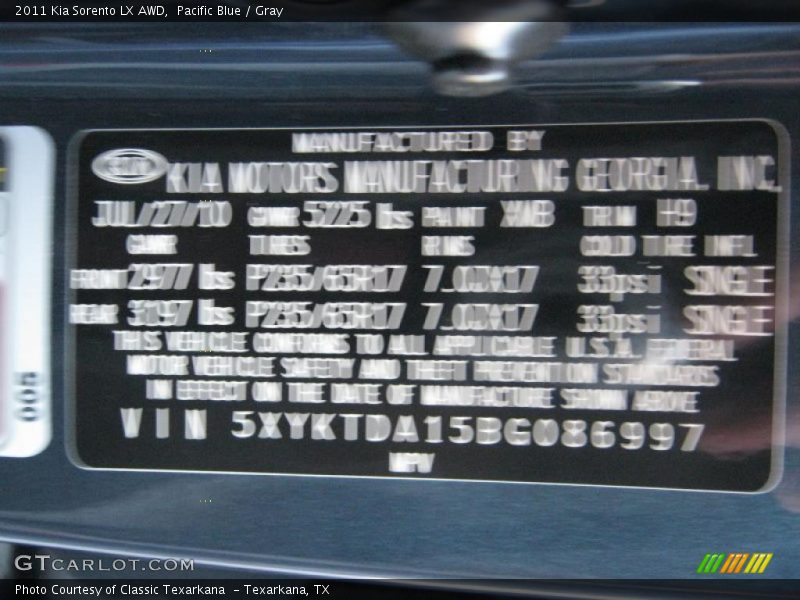 2011 Kia Sorento LX AWD, Pacific Blue / Gray
MANUFACTURED BY
KIA MOTORS MANUFACTURING GEORGIA. INC.
JUL/27/10 GVWR 5225 lbs PAINT TRIM
GAWR TIRES RIMS COLD TIRE INFL
FRONT 2977 lbs P235/65R17 7.0JX17 33psi SINGLE
REAR 3197 lbs P235/65R17 7.0JX17 33psi SINGLE
THIS VEHICLE CONFORMS TO ALL APPLICABLE U.S.A. FEDERAL
MOTOR VEHICLE SAFETY AND THEFT PREVENTION STANDARDS
IN EFFECT ON THE DATE OF MANUFACTURE SHOWN ABOVE
VIN 5XYKTDA15BG086997
MPV
002
GTCARLOT.COM
Photo Courtesy of Classic Texarkana - Texarkana, TX